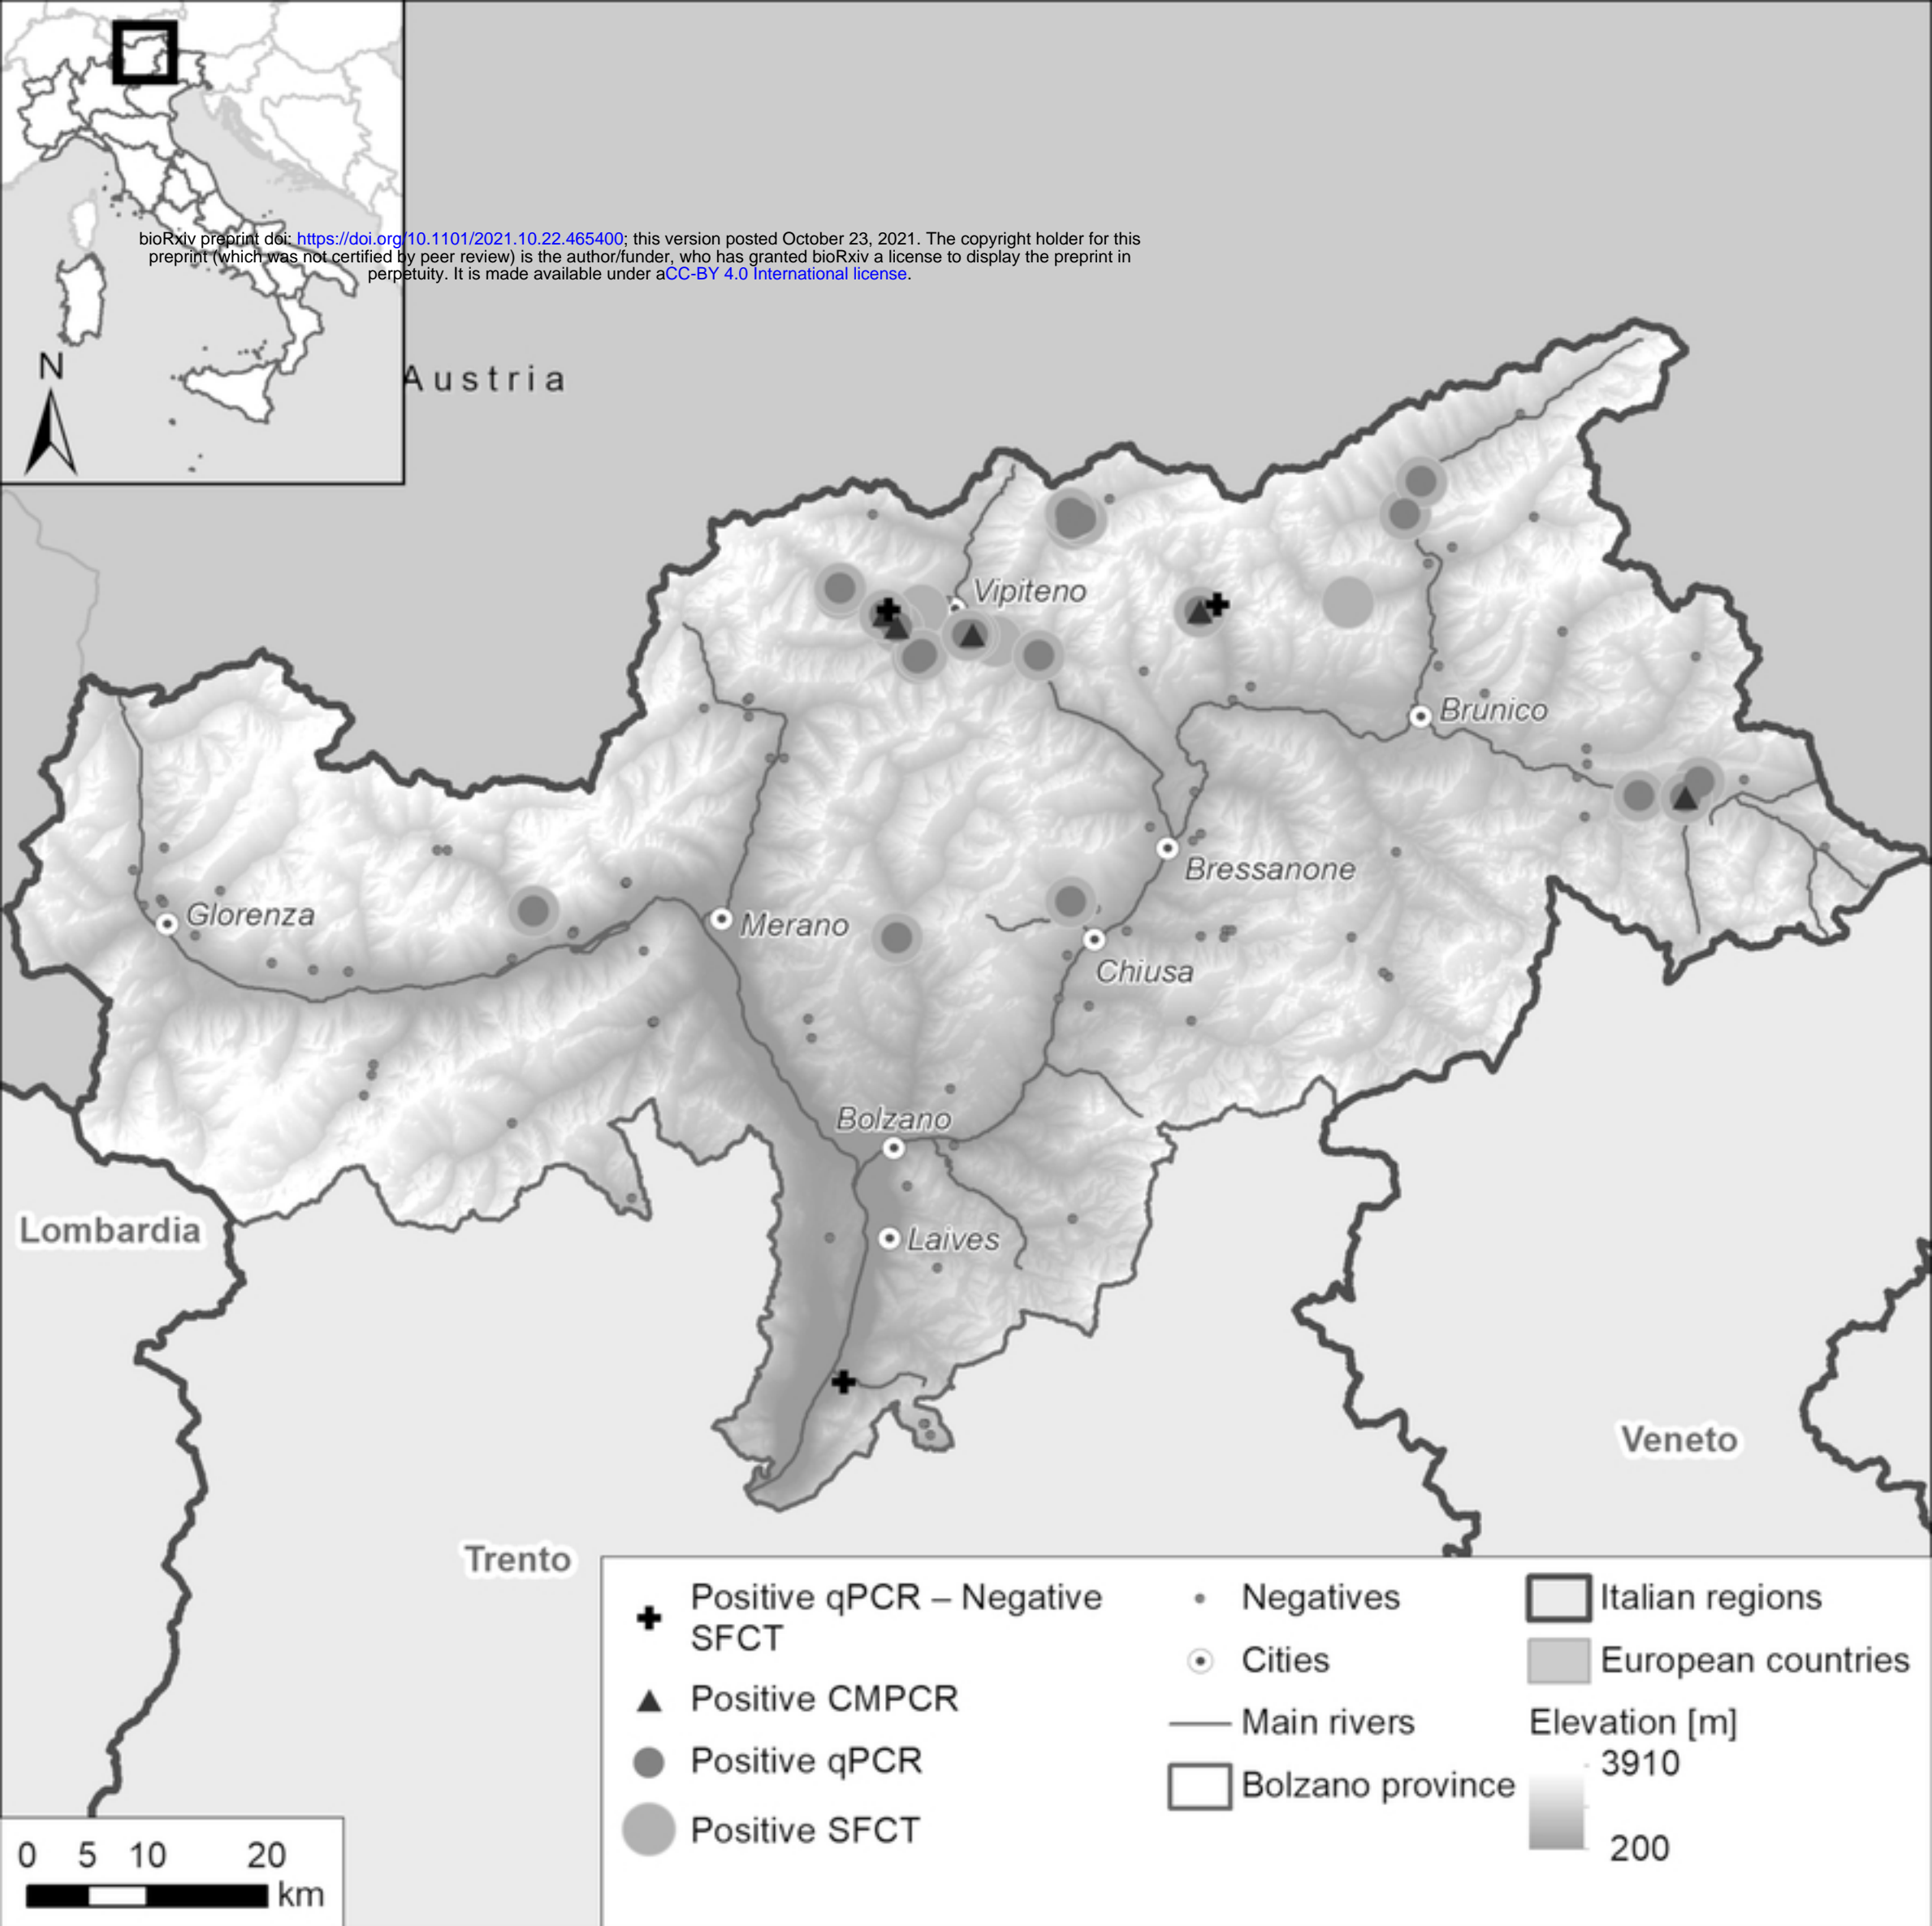 bioRxiv preprint doi: https://doi.org/10.1101/2021.10.22.465400; this version posted October 23, 2021. The copyright holder for this
preprint (which was not certified by peer review) is the author/funder, who has granted bioRxiv a license to display the preprint in
perpetuity. It is made available under aCC-BY 4.0 International license.
N
Austria
Vipiteno
Brunico
Bressanone
Glorenza
Merano
Chiusa
Bolzano
Lombardia
Laives
Veneto
Trento
Positive qPCR – Negative
SFCT
Positive CMPCR
Positive qPCR
Positive SFCT
Negatives
Cities
Main rivers
Bolzano province
Italian regions
European countries
Elevation [m]
3910
200
0 5 10 20
km